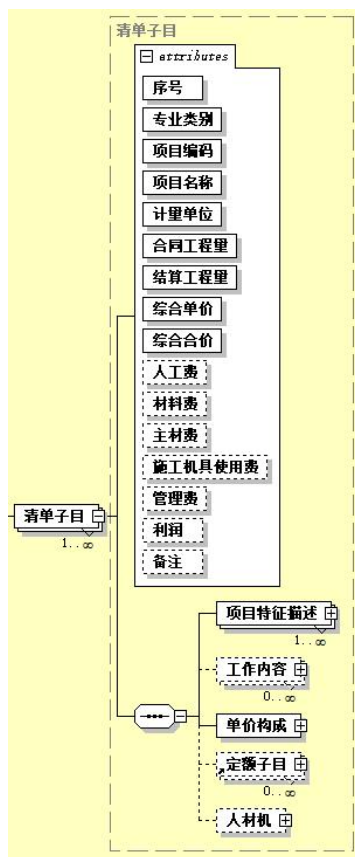 清单子目
attributes
序号
专业类别
项目编码
项目名称
计量单位
合同工程量
结算工程量
综合单价
综合合价
人工费
材料费
主材费
施工机具使用费
管理费
利润
备注
清单子目
1..∞
项目特征描述
1..∞
工作内容
0..∞
单价构成
定额子目
0..∞
人材机